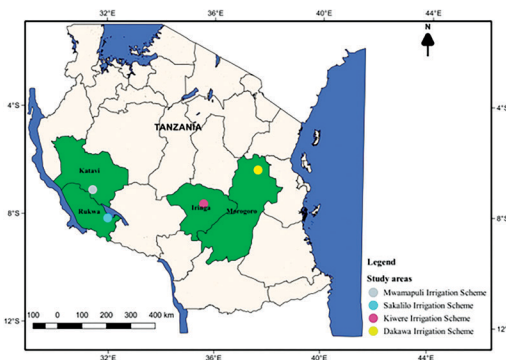 32°E 36°E 40°E 44°E
N
4°S 4°S
TANZANIA
Katavi
Rukwa Iringa Morogoro
8°S 8°S
Legend
Study areas
Mwamapuli Irrigation Scheme
Sakalilo Irrigation Scheme
Kiwere Irrigation Scheme
Dakawa Irrigation Scheme
100 0 100 200 300 400 km
12°S 12°S
32°E 36°E 40°E 44°E